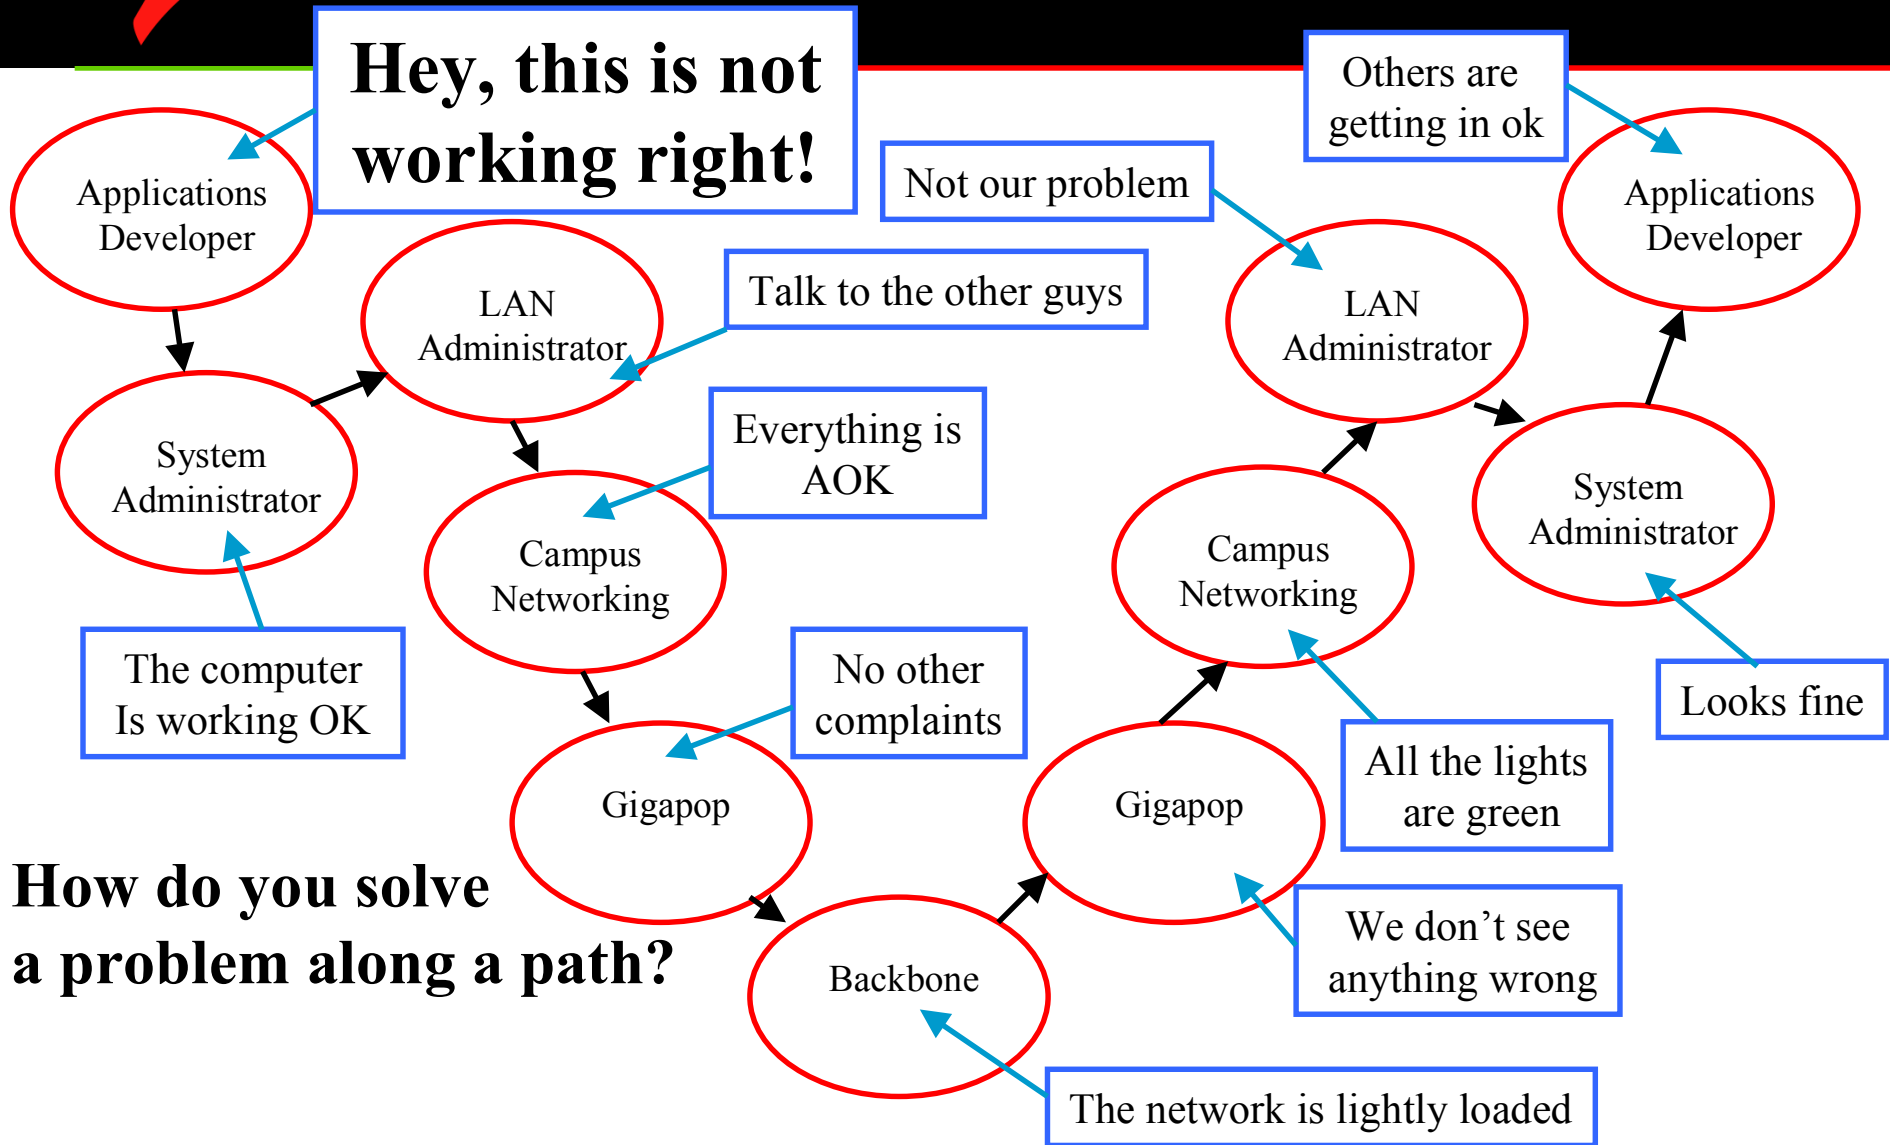 Hey, this is not
working right!
Others are
getting in ok
Not our problem
Applications
Developer
Applications
Developer
Talk to the other guys
LAN
Administrator
LAN
Administrator
Everything is
AOK
System
Administrator
System
Administrator
Campus
Networking
Campus
Networking
The computer
Is working OK
No other
complaints
Looks fine
All the lights
are green
Gigapop
Gigapop
How do you solve
a problem along a path?
We don’t see
anything wrong
Backbone
The network is lightly loaded